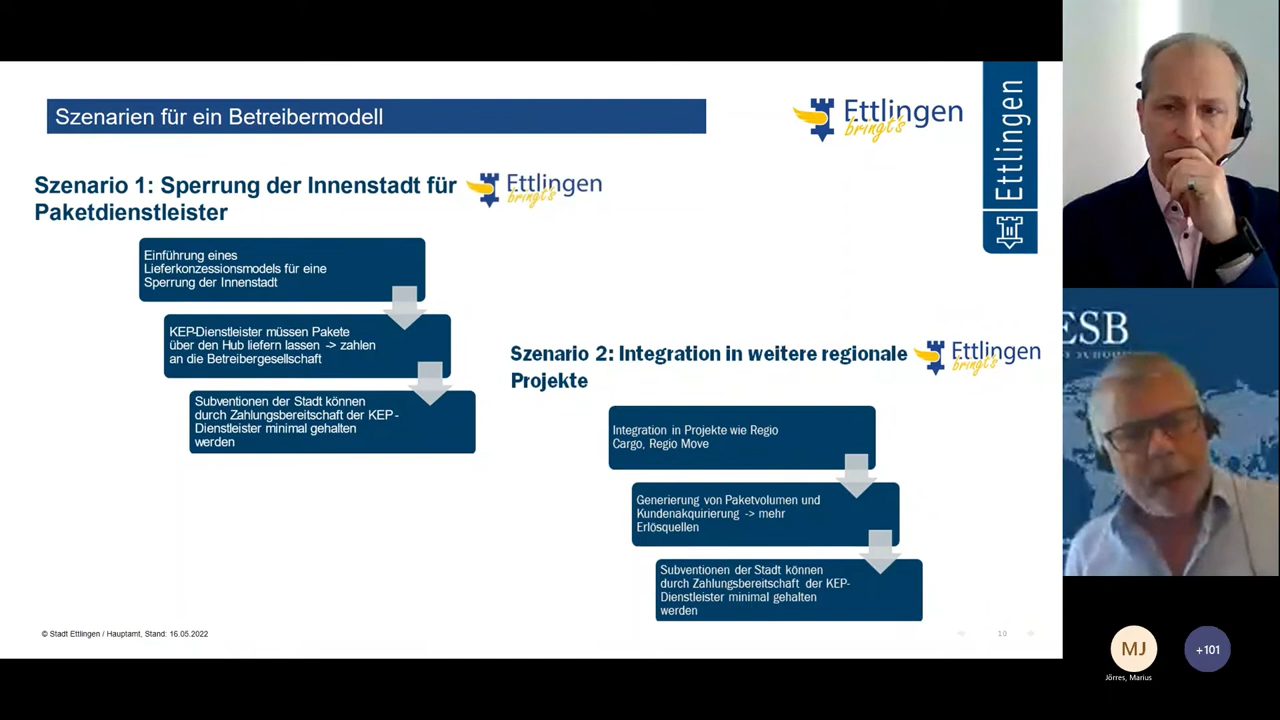 Szenarien für ein Betreibermodell
Ettlingen
bringt's
Ettlingen
Szenario 1: Sperrung der Innenstadt für
Paketdienstleister
Ettlingen
bringt's
Einführung eines
Lieferkonzessionsmodels für eine
Sperrung der Innenstadt
KEP-Dienstleister müssen Pakete
über den Hub liefern lassen -> zahlen
an die Betreibergesellschaft
Subventionen der Stadt können
durch Zahlungsbereitschaft der KEP-
Dienstleister minimal gehalten
werden
Szenario 2: Integration in weitere regionale
Projekte
Ettlingen
bringt's
Integration in Projekte wie Regio
Cargo, Regio Move
Generierung von Paketvolumen und
Kundenakquirierung -> mehr
Erlösquellen
Subventionen der Stadt können
durch Zahlungsbereitschaft der KEP-
Dienstleister minimal gehalten
werden
© Stadt Ettlingen / Hauptamt, Stand: 16.05.2022
10
ESB
MJ
+101
Jörres, Marius